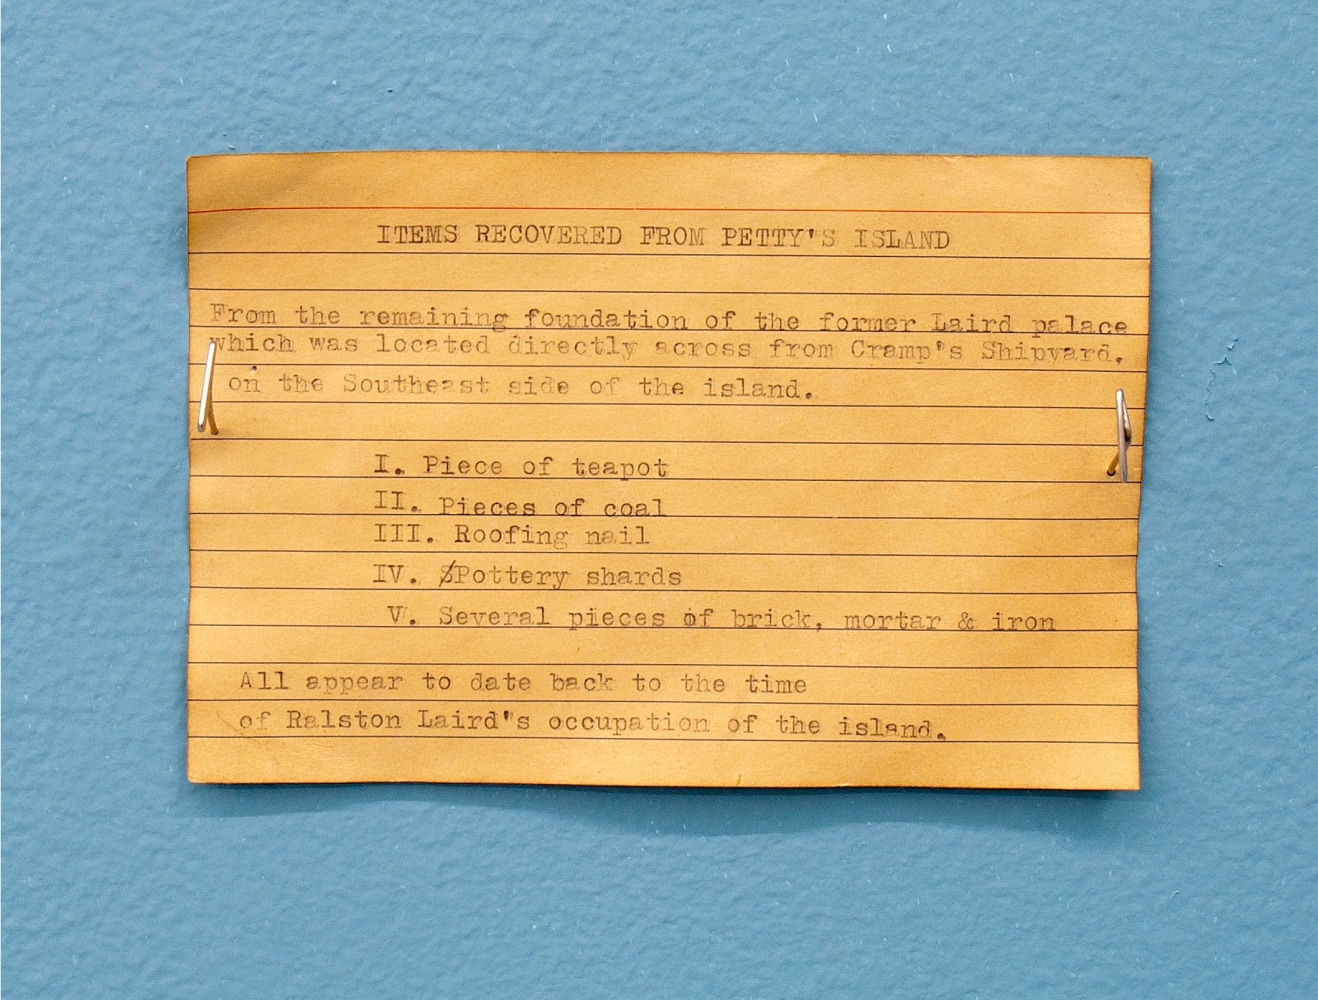 ITEMS RECOVERED FROM PETTY'S ISLAND
From the remaining foundation of the former Laird palace
which was located directly across from Cramp's Shipyard,
on the Southeast side of the island.
I. Piece of teapot
II. Pieces of coal
III. Roofing nail
IV. Pottery shards
V. Several pieces of brick, mortar & iron
All appear to date back to the time
of Ralston Laird's occupation of the island.